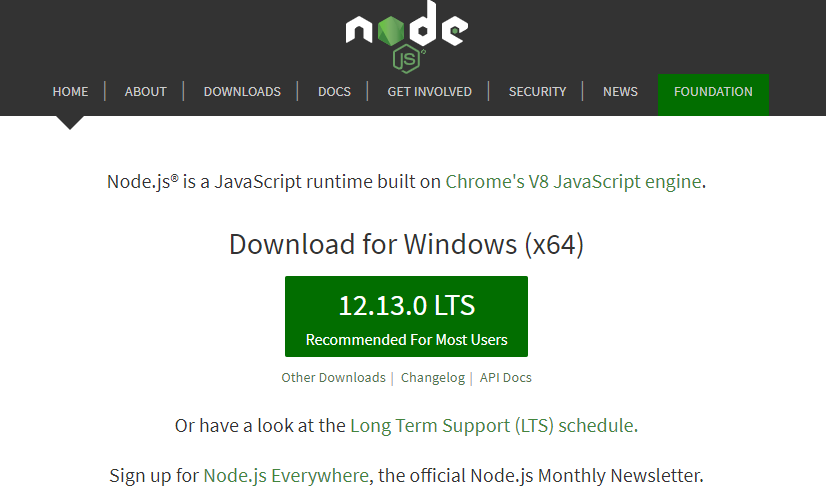 node
JS
HOME | ABOUT | DOWNLOADS | DOCS | GET INVOLVED | SECURITY | NEWS FOUNDATION
Node.js® is a JavaScript runtime built on Chrome's V8 JavaScript engine.
Download for Windows (x64)
12.13.0 LTS
Recommended For Most Users
Other Downloads | Changelog | API Docs
Or have a look at the Long Term Support (LTS) schedule.
Sign up for Node.js Everywhere, the official Node.js Monthly Newsletter.